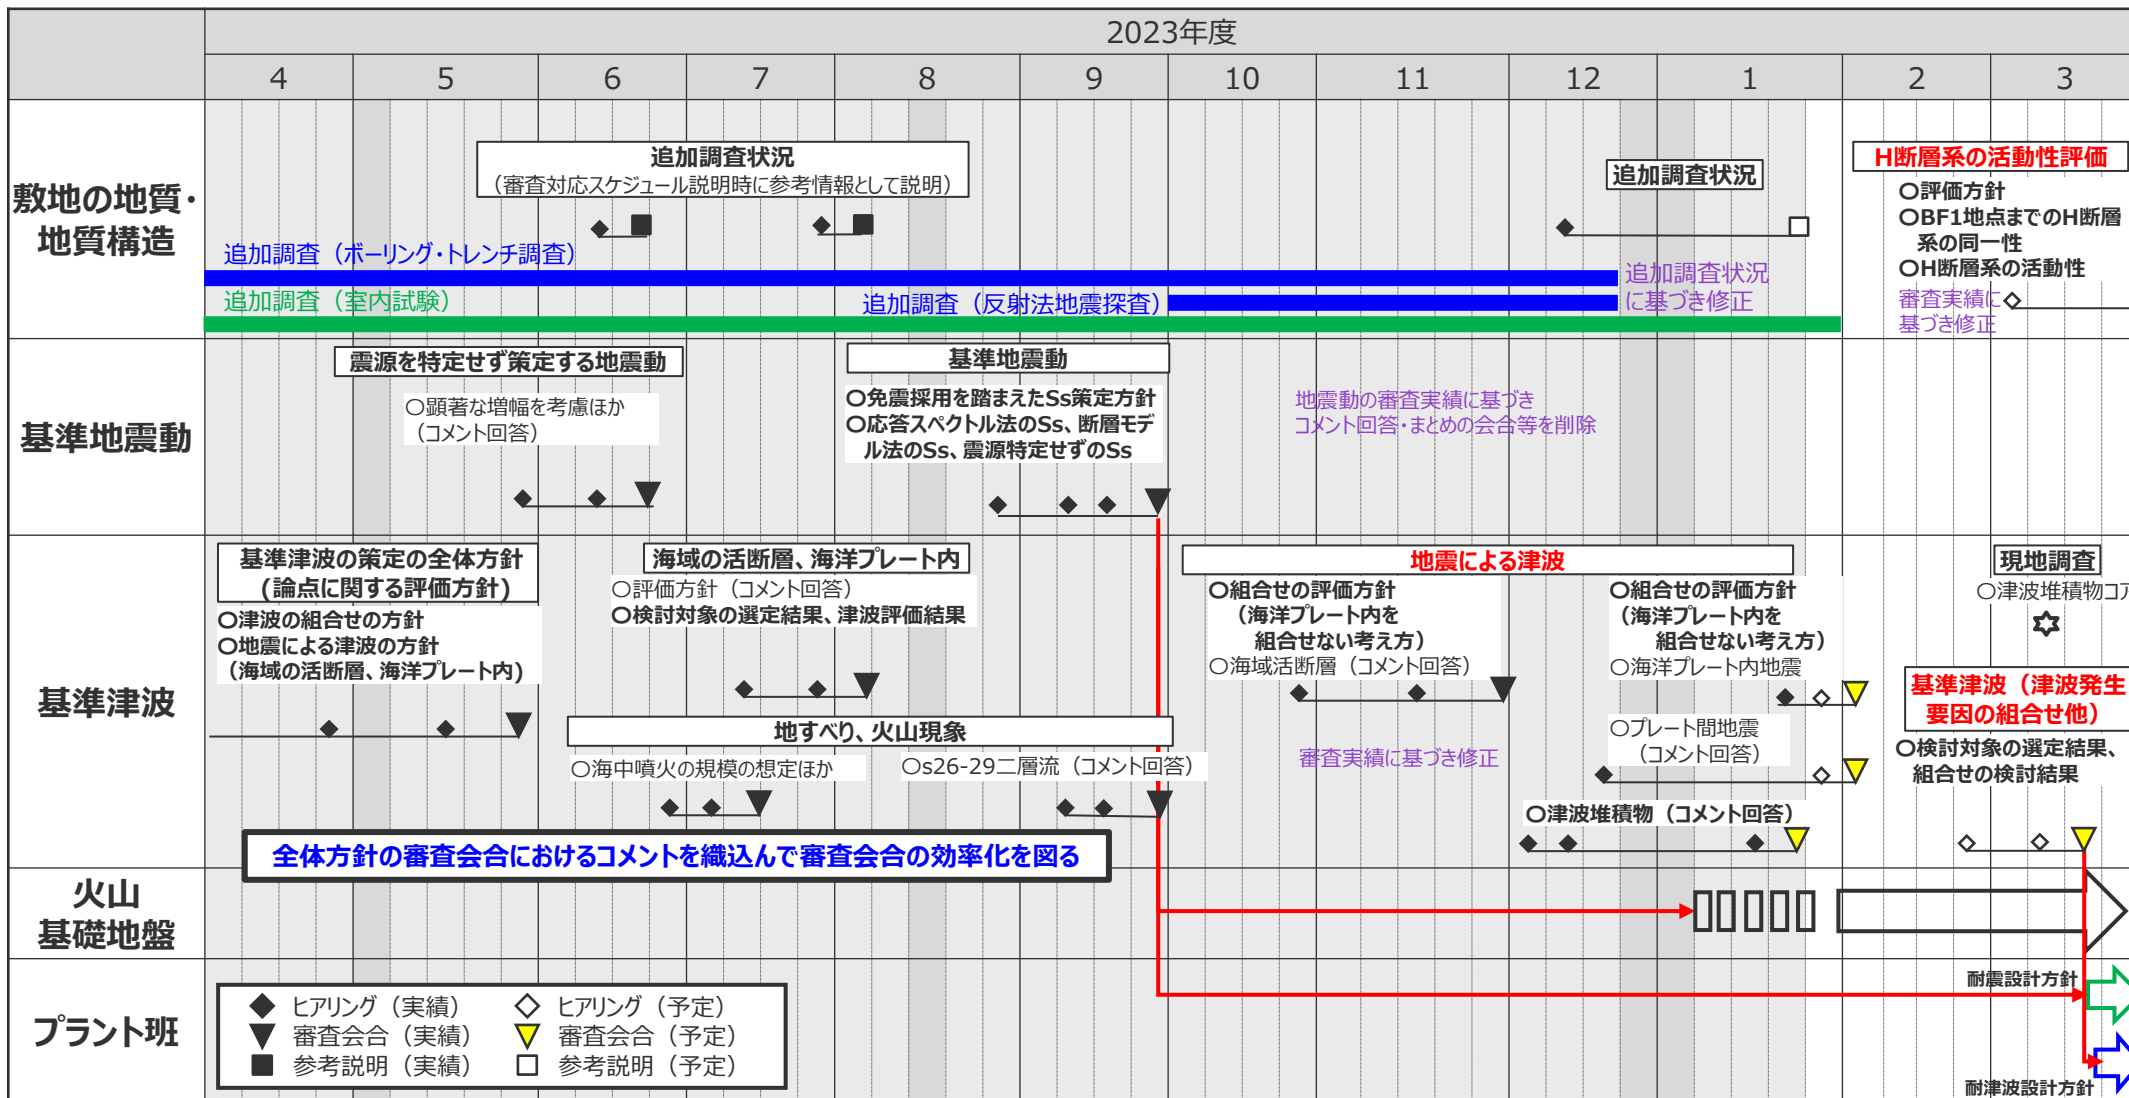 2023年度
4 5 6 7 8 9 10 11 12 1 2 3
敷地の地質・
地質構造
追加調査状況
（審査対応スケジュール説明時に参考情報として説明）
追加調査状況
H断層系の活動性評価
〇評価方針
〇BF1地点までのH断層
系の同一性
〇H断層系の活動性
審査実績に
基づき修正
追加調査（ボーリング・トレンチ調査）
追加調査（室内試験）
追加調査（反射法地震探査）
追加調査状況
に基づき修正
基準地震動
震源を特定せず策定する地震動
〇顕著な増幅を考慮ほか
（コメント回答）
基準地震動
〇免震採用を踏まえたSs策定方針
〇応答スペクトル法のSs、断層モデ
ル法のSs、震源特定せずのSs
地震動の審査実績に基づき
コメント回答・まとめの会合等を削除
基準津波
基準津波の策定の全体方針
(論点に関する評価方針)
〇津波の組合せの方針
〇地震による津波の方針
（海域の活断層、海洋プレート内）
海域の活断層、海洋プレート内
〇評価方針（コメント回答）
〇検討対象の選定結果、津波評価結果
地すべり、火山現象
〇海中噴火の規模の想定ほか
〇s26-29二層流（コメント回答）
地震による津波
〇組合せの評価方針
（海洋プレート内を
組合せない考え方）
〇海域活断層（コメント回答）
審査実績に基づき修正
〇組合せの評価方針
（海洋プレート内を
組合せない考え方）
〇海洋プレート内地震
〇プレート間地震
（コメント回答）
〇津波堆積物（コメント回答）
現地調査
〇津波堆積物コア
基準津波（津波発生
要因の組合せ他）
〇検討対象の選定結果、
組合せの検討結果
全体方針の審査会合におけるコメントを織込んで審査会合の効率化を図る
火山
基礎地盤
プラント班
ヒアリング（実績） ヒアリング（予定）
審査会合（実績） 審査会合（予定）
参考説明（実績） 参考説明（予定）
耐震設計方針
耐津波設計方針